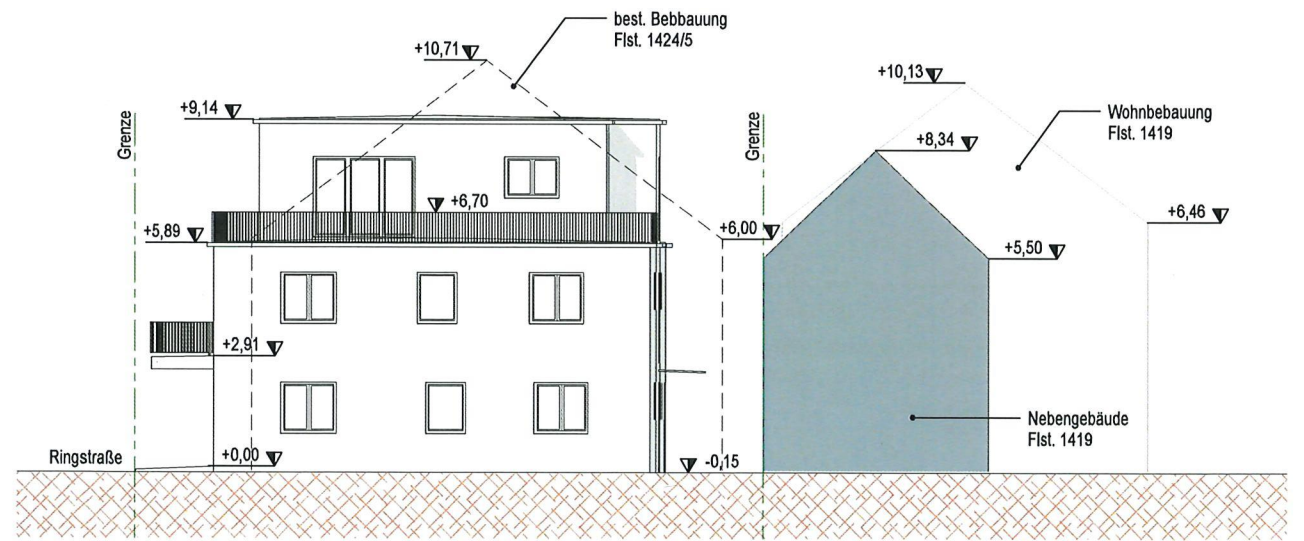 best. Bebbauung
Flst. 1424/5
+10,71
+10,13
+9,14
Grenze
Grenze
Wohnbebauung
Flst. 1419
+8,34
+6,70
+6,46
+5,89
+6,00
+5,50
+2,91
Nebengebäude
Flst. 1419
Ringstraße
+0,00
-0,15